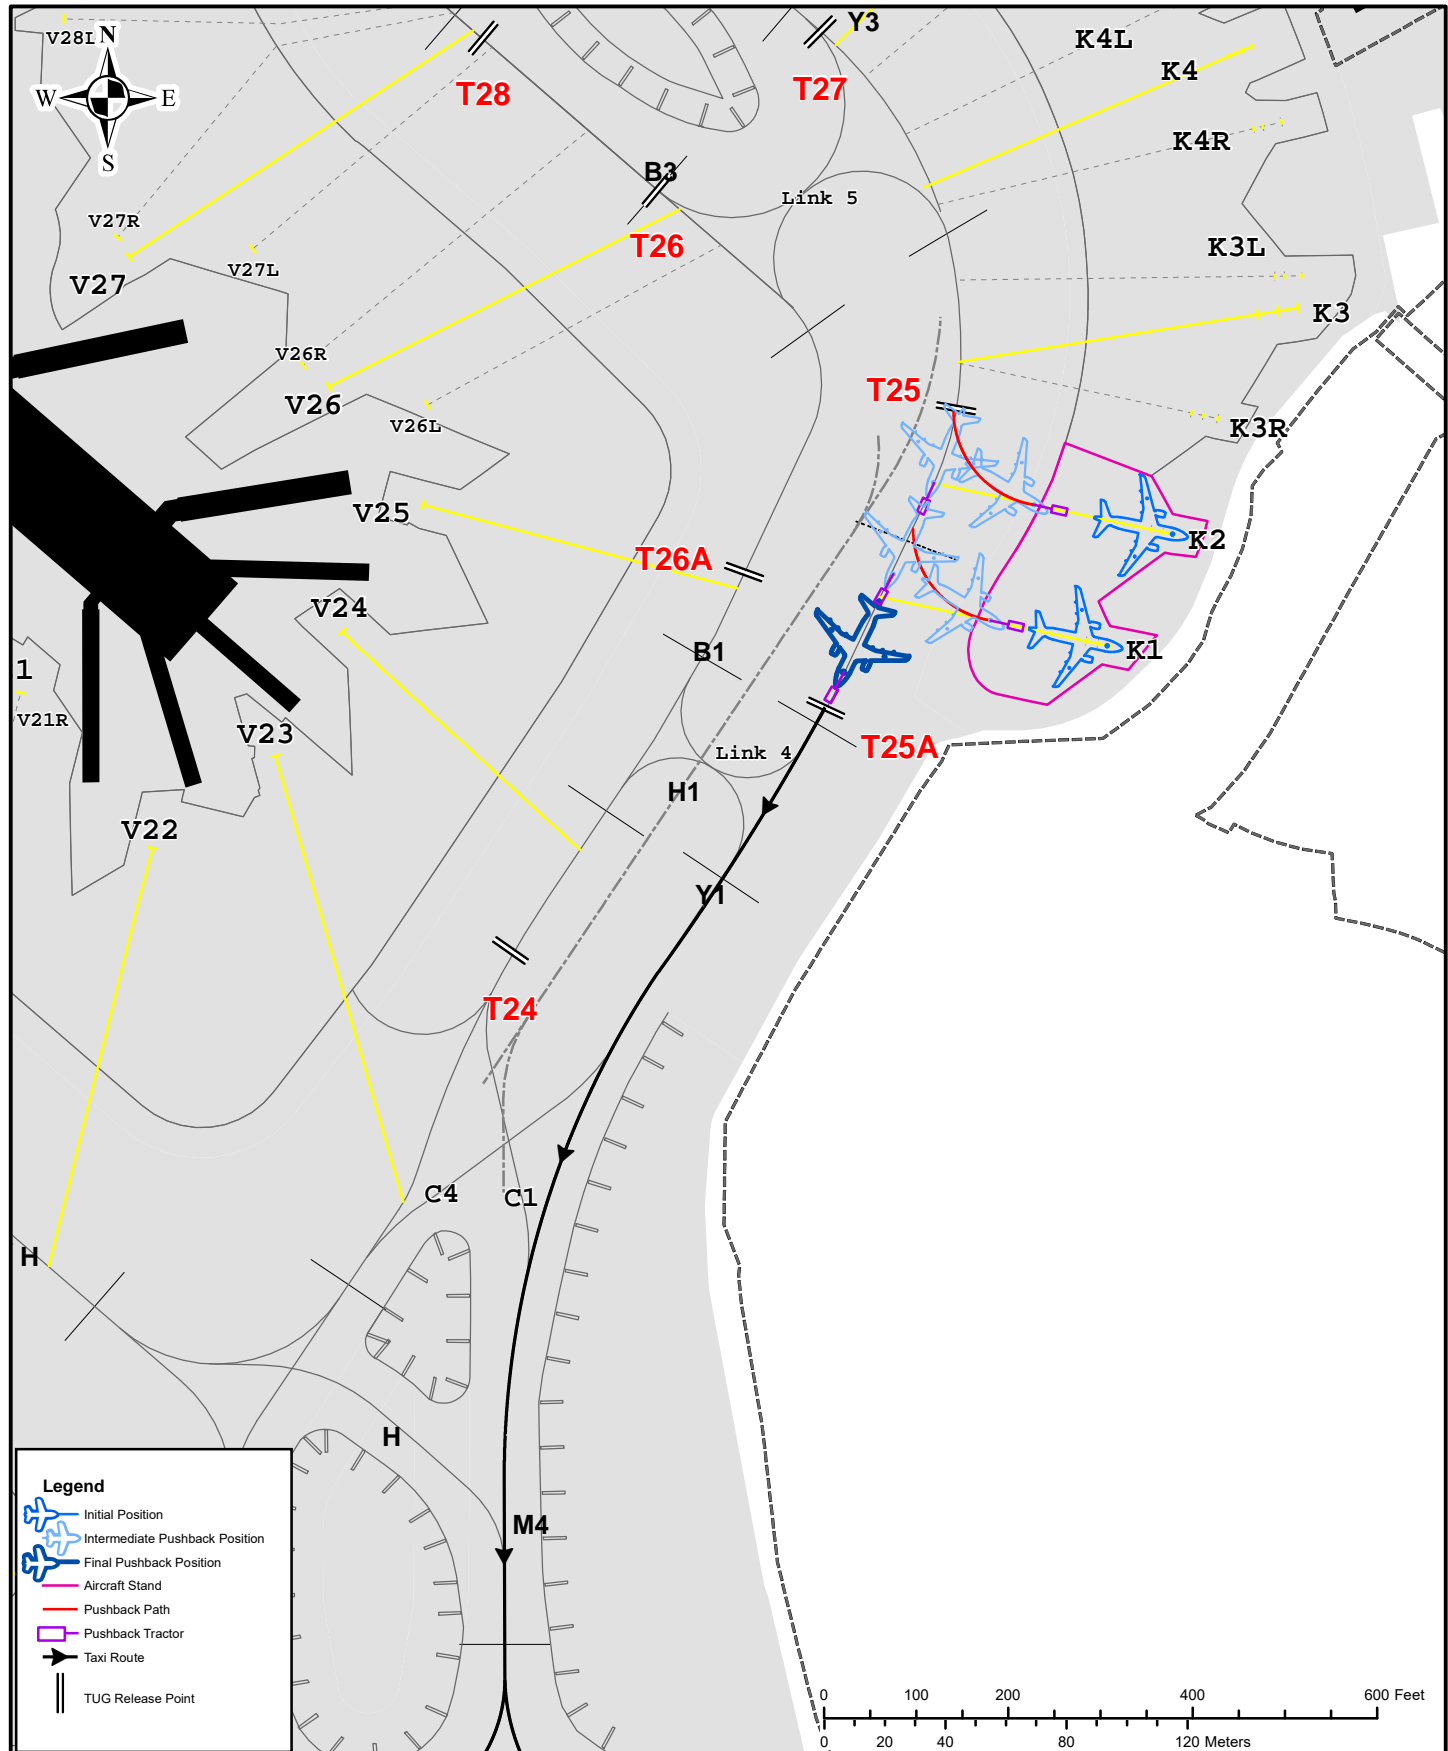 V28L
N
W
E
S
Y3
K4L
K4
T28
T27
K4R
B3
Link 5
V27R
T26
K3L
V27L
V27
K3
V26R
T25
V26
V26L
K3R
V25
K2
T26A
V24
B1
K1
1
V21R
V23
Link 4
T25A
H1
V22
Y1
T24
C4
C1
H
H
M4
Legend
Initial Position
Intermediate Pushback Position
Final Pushback Position
Aircraft Stand
Pushback Path
Pushback Tractor
Taxi Route
TUG Release Point
0 100 200 400 600 Feet
0 20 40 80 120 Meters